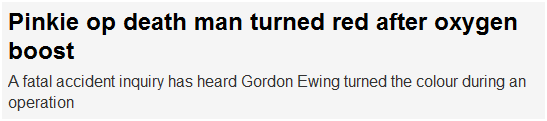 Pinkie op death man turned red after oxygen
boost
A fatal accident inquiry has heard Gordon Ewing turned the colour during an
operation